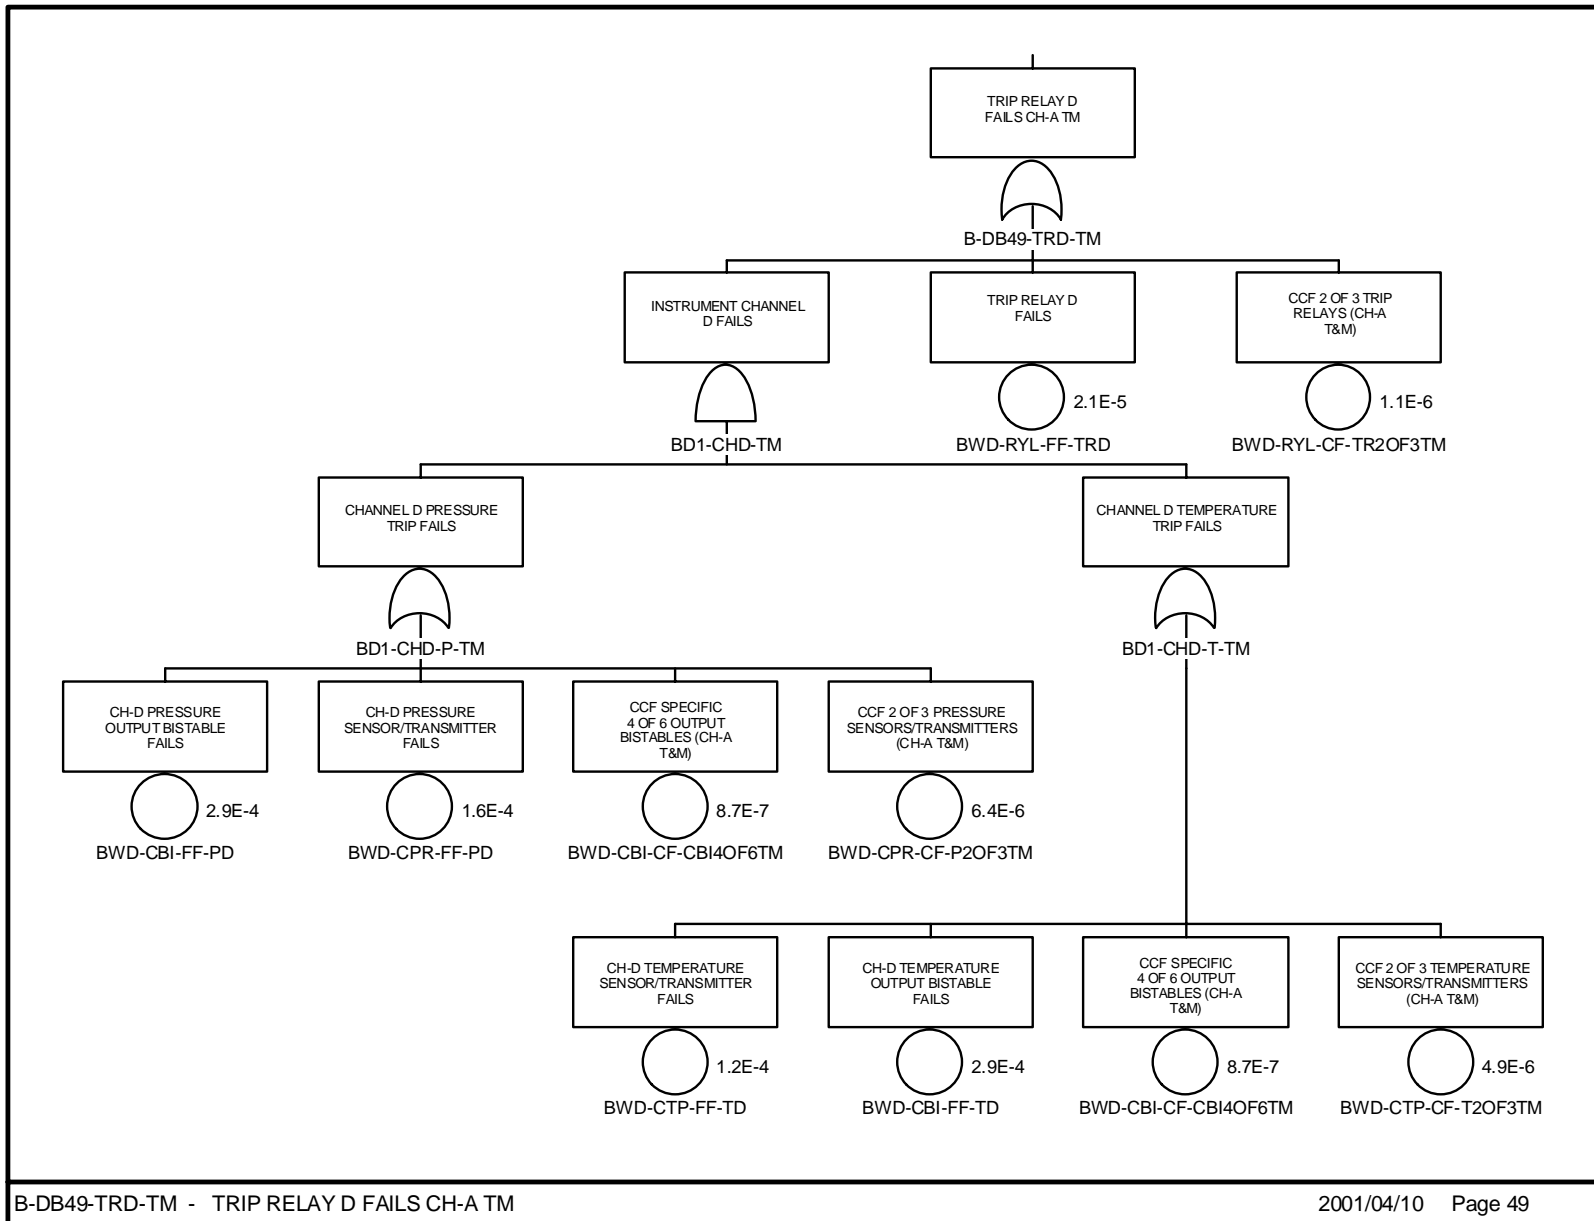 TRIP RELAY D
FAILS CH-A TM
B-DB49-TRD-TM
INSTRUMENT CHANNEL
D FAILS
BD1-CHD-TM
TRIP RELAY D
FAILS
2.1E-5
BWD-RYL-FF-TRD
CCF 2 OF 3 TRIP
RELAYS (CH-A
T&M)
1.1E-6
BWD-RYL-CF-TR2OF3TM
CHANNEL D PRESSURE
TRIP FAILS
BD1-CHD-P-TM
CHANNEL D TEMPERATURE
TRIP FAILS
BD1-CHD-T-TM
CH-D PRESSURE
OUTPUT BISTABLE
FAILS
2.9E-4
BWD-CBI-FF-PD
CH-D PRESSURE
SENSOR/TRANSMITTER
FAILS
1.6E-4
BWD-CPR-FF-PD
CCF SPECIFIC
4 OF 6 OUTPUT
BISTABLES (CH-A
T&M)
8.7E-7
BWD-CBI-CF-CBI4OF6TM
CCF 2 OF 3 PRESSURE
SENSORS/TRANSMITTERS
(CH-A T&M)
6.4E-6
BWD-CPR-CF-P2OF3TM
CH-D TEMPERATURE
SENSOR/TRANSMITTER
FAILS
1.2E-4
BWD-CTP-FF-TD
CH-D TEMPERATURE
OUTPUT BISTABLE
FAILS
2.9E-4
BWD-CBI-FF-TD
CCF SPECIFIC
4 OF 6 OUTPUT
BISTABLES (CH-A
T&M)
8.7E-7
BWD-CBI-CF-CBI4OF6TM
CCF 2 OF 3 TEMPERATURE
SENSORS/TRANSMITTERS
(CH-A T&M)
4.9E-6
BWD-CTP-CF-T2OF3TM
B-DB49-TRD-TM - TRIP RELAY D FAILS CH-A TM
2001/04/10 Page 49